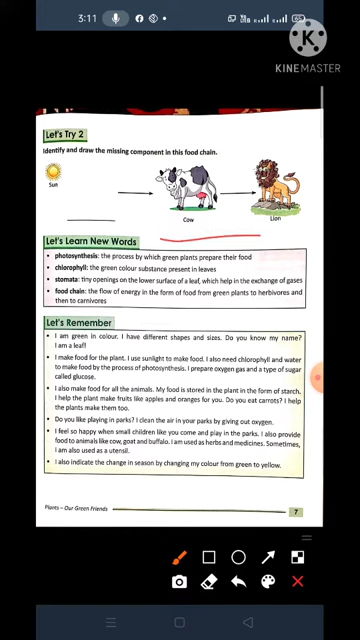 3:11
KINEMASTER
Let's Try 2
Identify and draw the missing component in this food chain.
Sun
Cow
Lion
Let's Learn New Words
• photosynthesis: the process by which green plants prepare their food
• chlorophyll: the green colour substance present in leaves
• stomata: tiny openings on the lower surface of a leaf, which help in the exchange of gases
• food chain: the flow of energy in the form of food from green plants to herbivores and
then to carnivores
Let's Remember
• I am green in colour. I have different shapes and sizes. Do you know my name?
I am a leaf!
• I make food for the plant. I use sunlight to make food. I also need chlorophyll and water
to make food by the process of photosynthesis. I prepare oxygen gas and a type of sugar
called glucose.
• I also make food for all the animals. My food is stored in the plant in the form of starch.
I help the plant make fruits like apples and oranges for you. Do you eat carrots? I help
the plants make them too.
• Do you like playing in parks? I clean the air in your parks by giving out oxygen.
• I feel so happy when small children like you come and play in the parks. I also provide
food to animals like cow, goat and buffalo. I am used as herbs and medicines. Sometimes,
I am also used as a utensil.
• I also indicate the change in season by changing my colour from green to yellow.
Plants – Our Green Friends
7